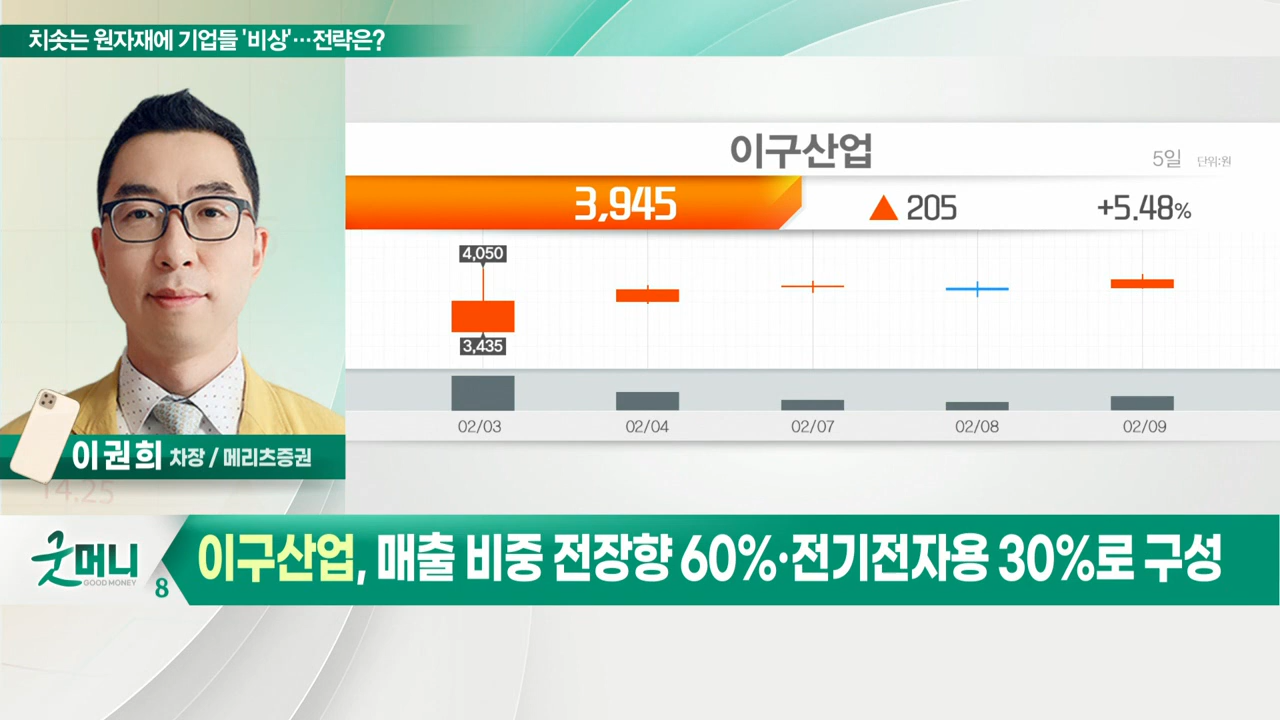 치솟는 원자재에 기업들 '비상'…전략은?
이구산업
5일 단위:원
3,945 ▲ 205 +5.48%
4,050
3,435
02/03 02/04 02/07 02/08 02/09
이권희 차장 / 메리츠증권
14.25
굿머니
GOOD MONEY
8
이구산업, 매출 비중 전장향 60%·전기전자용 30%로 구성